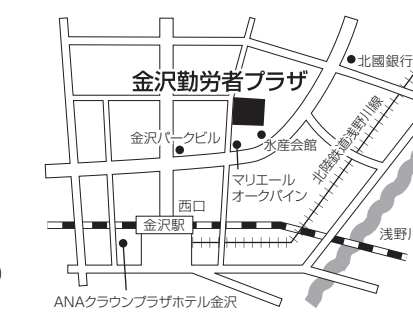 北國銀行
金沢勤労者プラザ
金沢パークビル
水産会館
北陸鉄道浅野川線
マリエール
オークパイン
西口
金沢駅
浅野川
ANAクラウンプラザホテル金沢